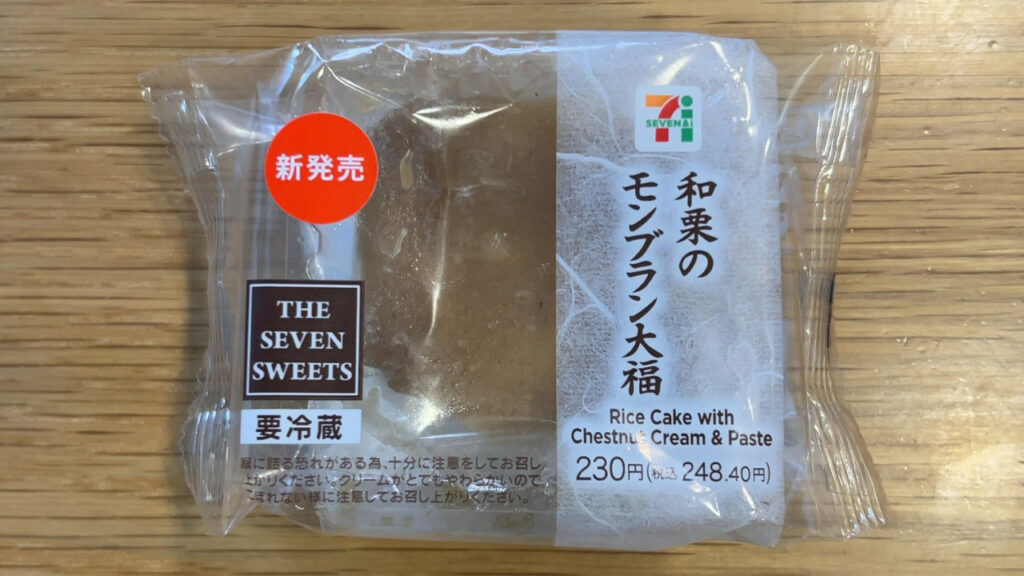 新発売
THE
SEVEN
SWEETS
要冷蔵
に詰る恐れがある為、十分に注意をしてお召し
上がりください。クリームがとてもやわらかいので
こぼれない様に注意してお召し上がりください。
SEVEN & i
和栗の
モンブラン大福
Rice Cake with
Chestnut Cream & Paste
230円(税込 248.40円)